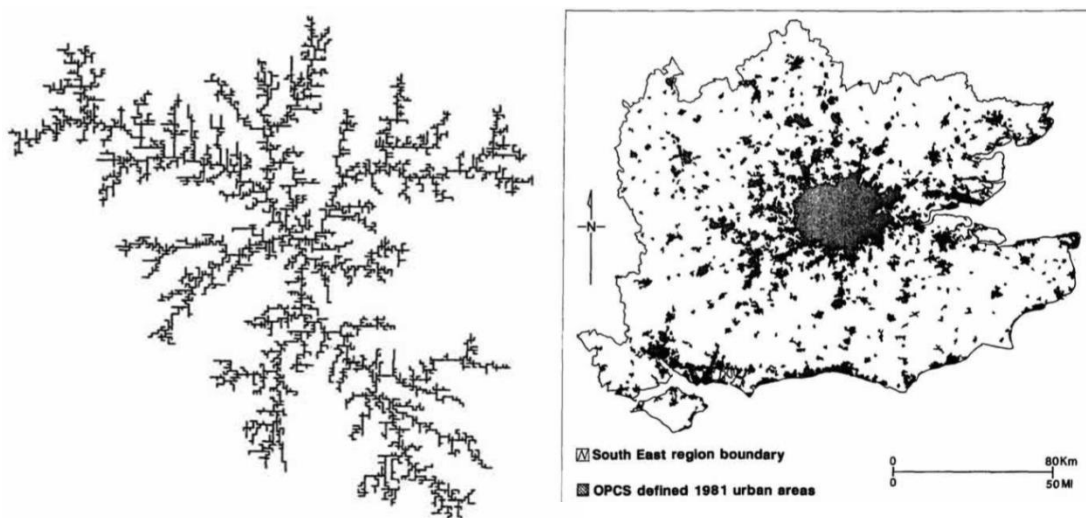 N
South East region boundary
OPCS defined 1981 urban areas
0 80Km
0 50MI